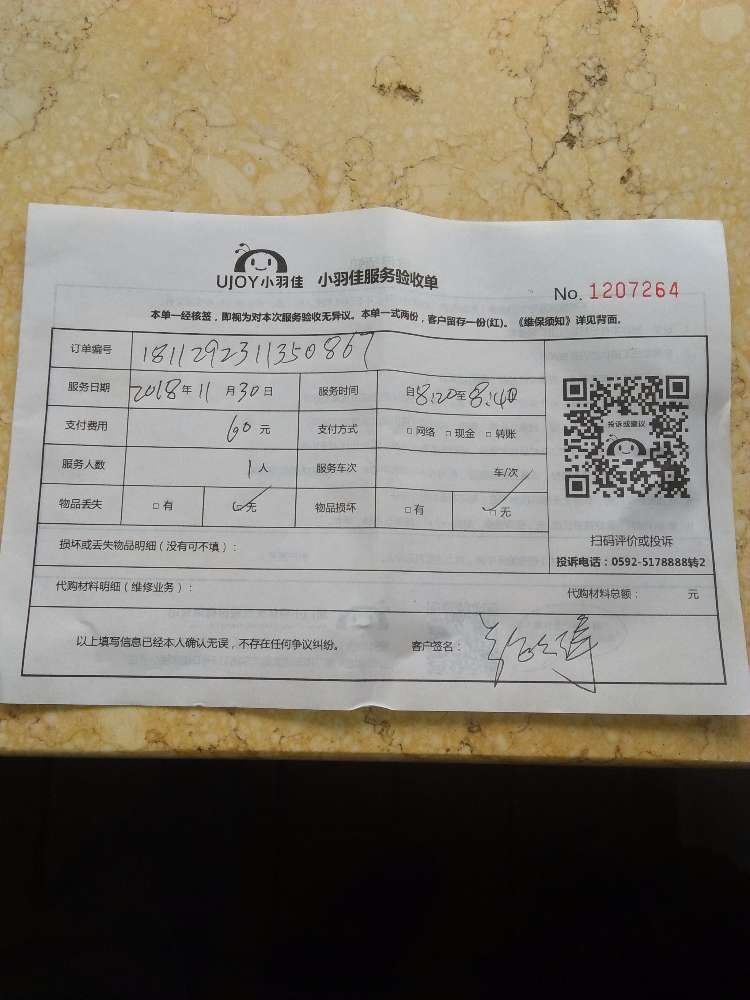 UJOY小羽佳 小羽佳服务验收单
No. 1207264
本单一经核签，即视为对本次服务验收无异议。本单一式两份，客户留存一份(红)。《维保须知》详见背面。
订单编号 1811292311350867
服务日期 2018年11月30日 服务时间 自8:20至8:40
支付费用 60元 支付方式 □网络 □现金 □转账
投诉或建议
服务人数 1人 服务车次 车/次
物品丢失 □有 □无 物品损坏 □有 □无
扫码评价或投诉
损坏或丢失物品明细（没有可不填）：
投诉电话：0592-5178888转2
代购材料明细（维修业务）： 代购材料总额： 元
以上填写信息已经本人确认无误，不存在任何争议纠纷。 客户签名：